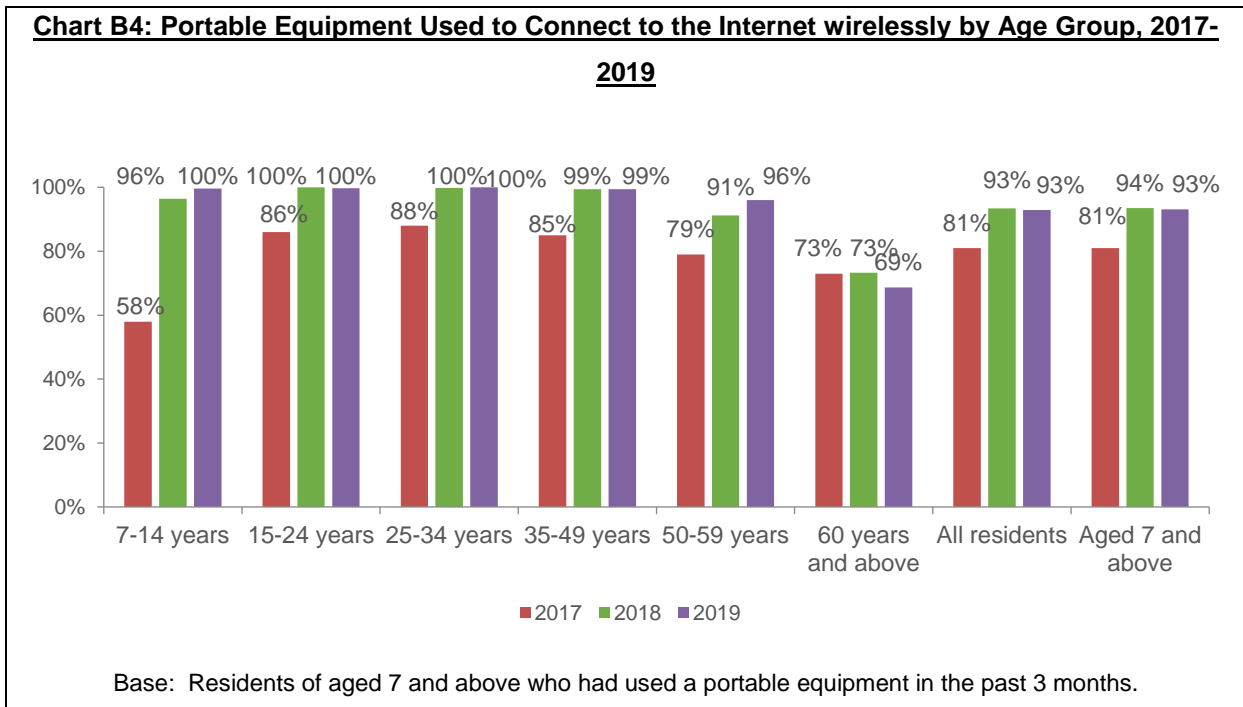 Chart B4: Portable Equipment Used to Connect to the Internet wirelessly by Age Group, 2017-
2019
96% 100% 100% 100% 100% 100% 99% 99% 91% 96% 93% 93% 94% 93%
58% 86% 88% 85% 79% 73% 73% 69% 81% 81%
100%
80%
60%
40%
20%
0%
7-14 years 15-24 years 25-34 years 35-49 years 50-59 years 60 years All residents Aged 7 and
and above above
2017 2018 2019
Base: Residents of aged 7 and above who had used a portable equipment in the past 3 months.